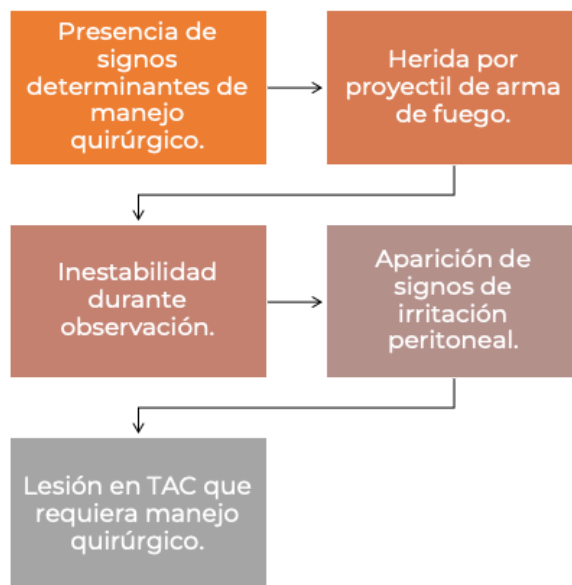 Presencia de
signos
determinantes de
manejo
quirúrgico.
Herida por
proyectil de arma
de fuego.
Inestabilidad
durante
observación.
Aparición de
signos de
irritación
peritoneal.
Lesión en TAC que
requiera manejo
quirúrgico.